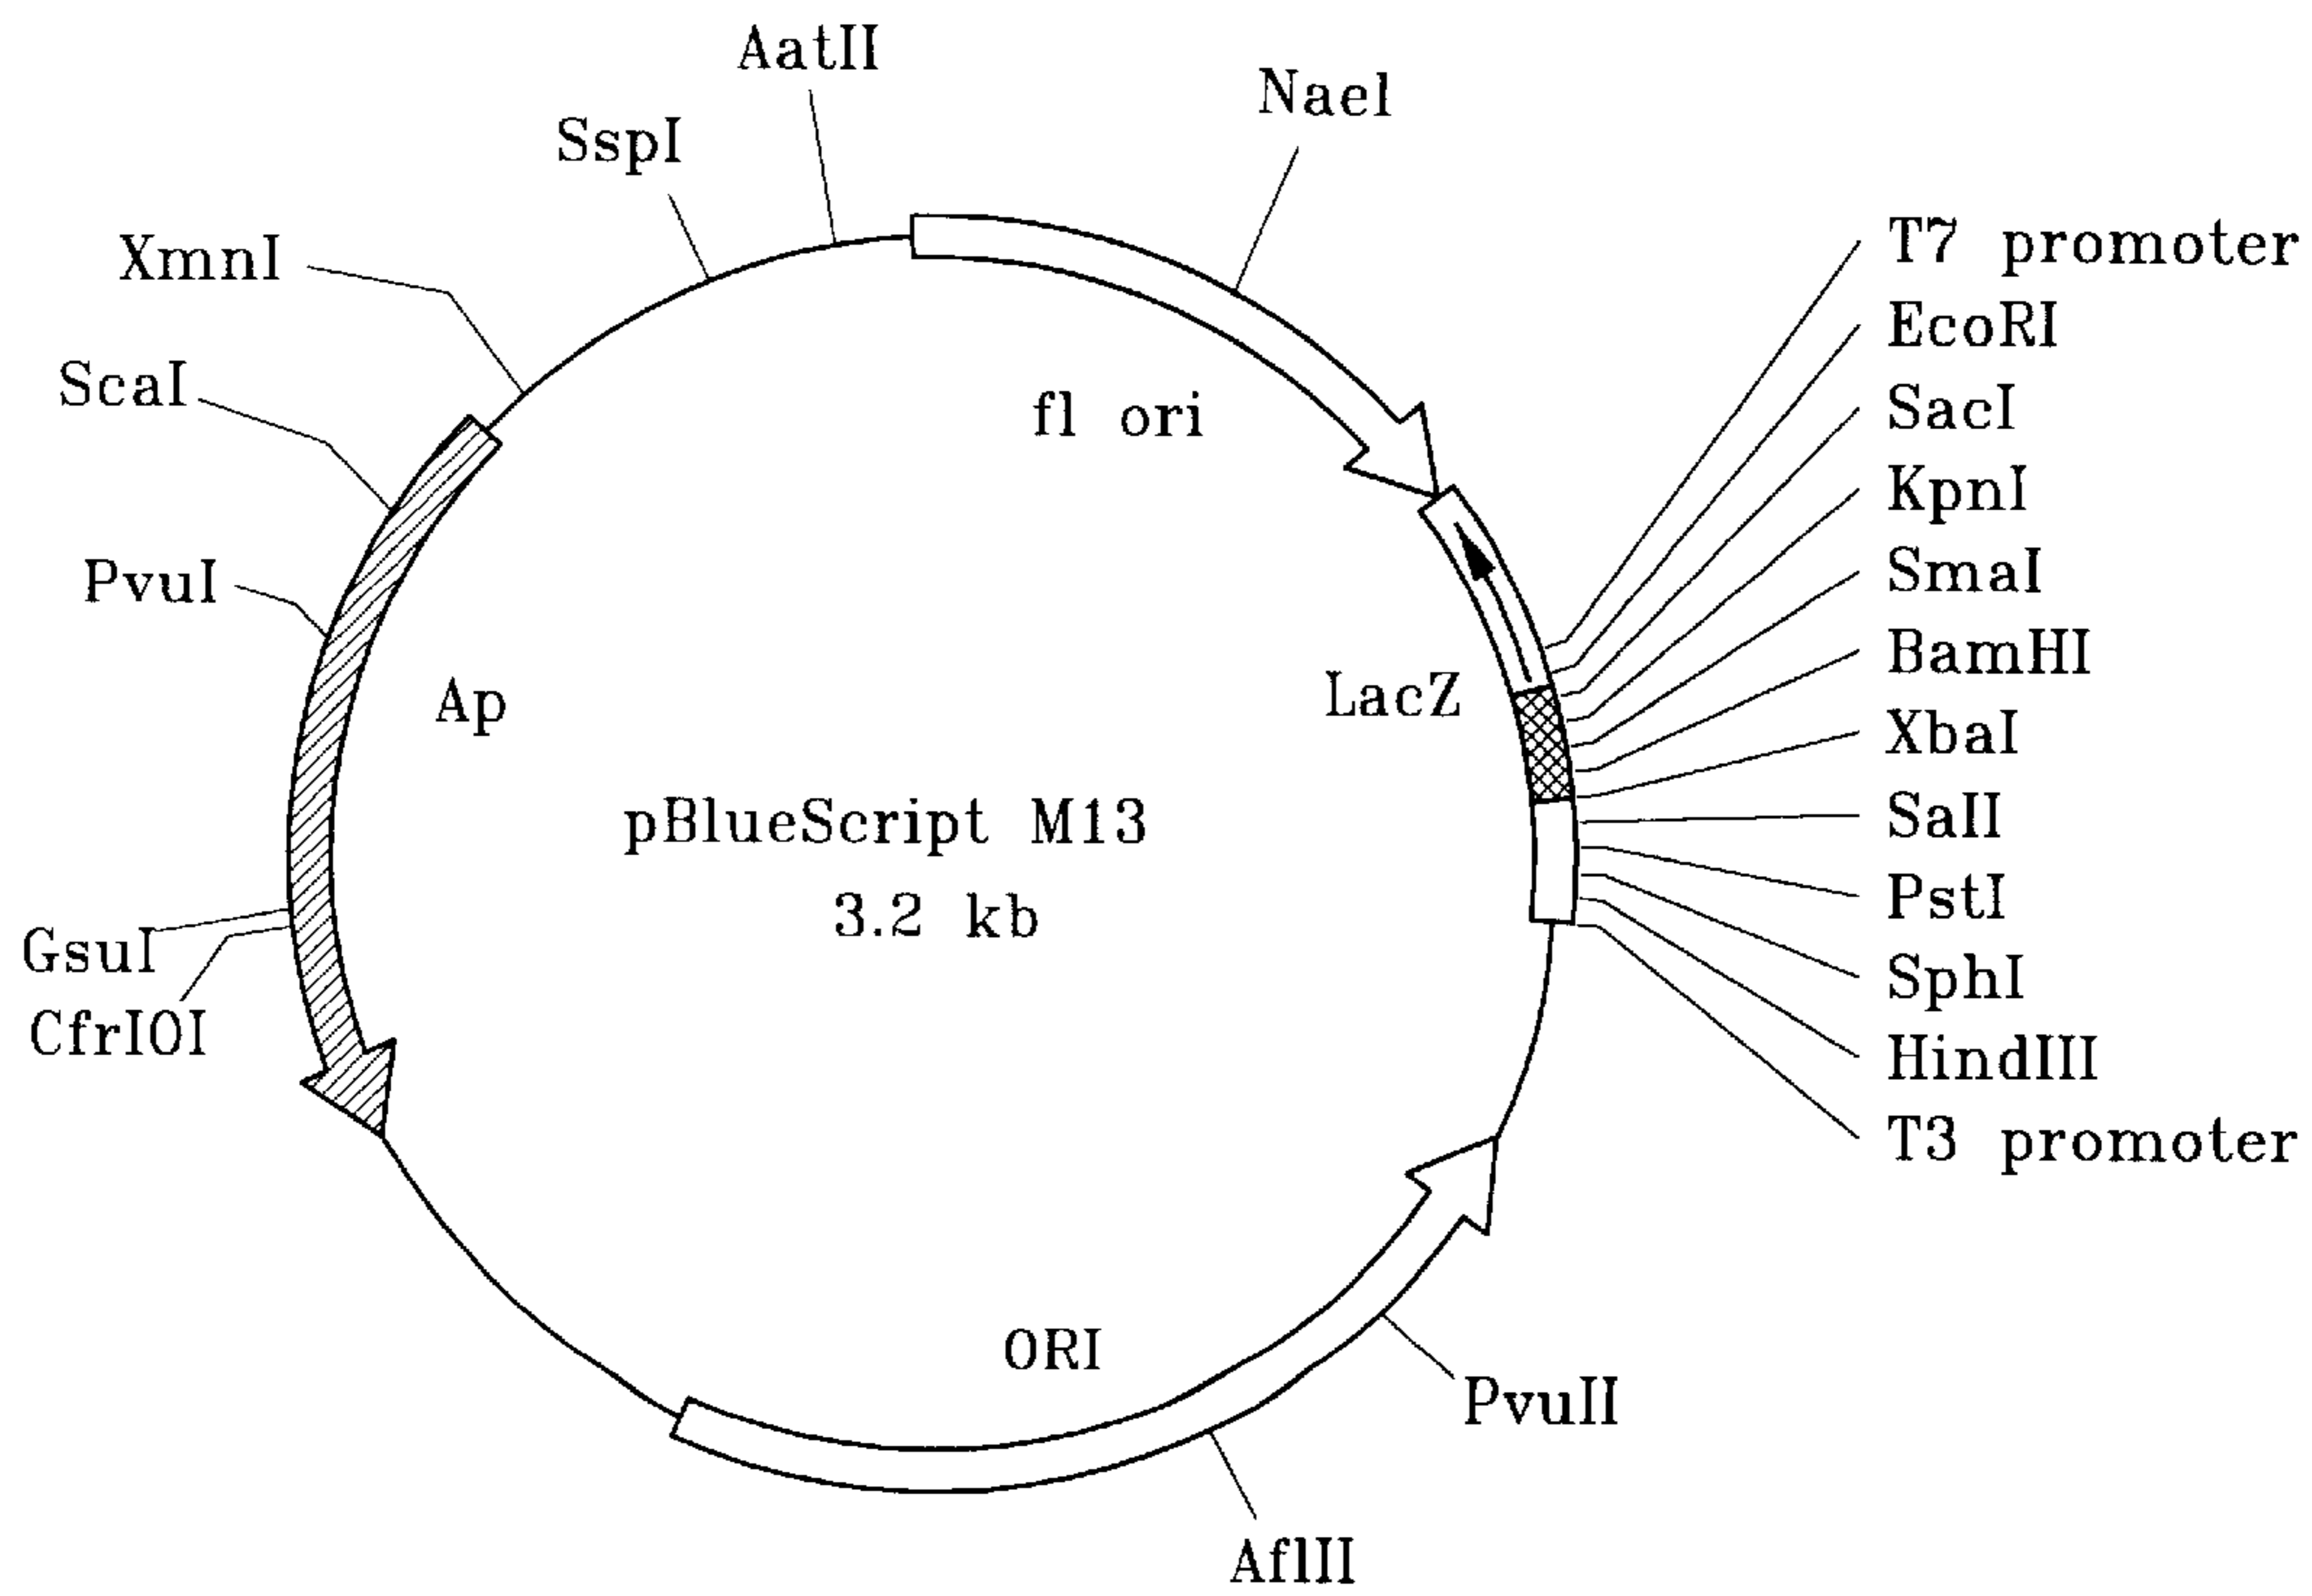 AatII
NaeI
SspI
T7 promoter
XmnI
EcoRI
ScaI
SacI
f1 ori
KpnI
PvuI
SmaI
BamHI
Ap
LacZ
XbaI
pBlueScript M13
SalI
3.2 kb
PstI
GsuI
SphI
Cfr10I
HindIII
T3 promoter
ORI
PvuII
AflII